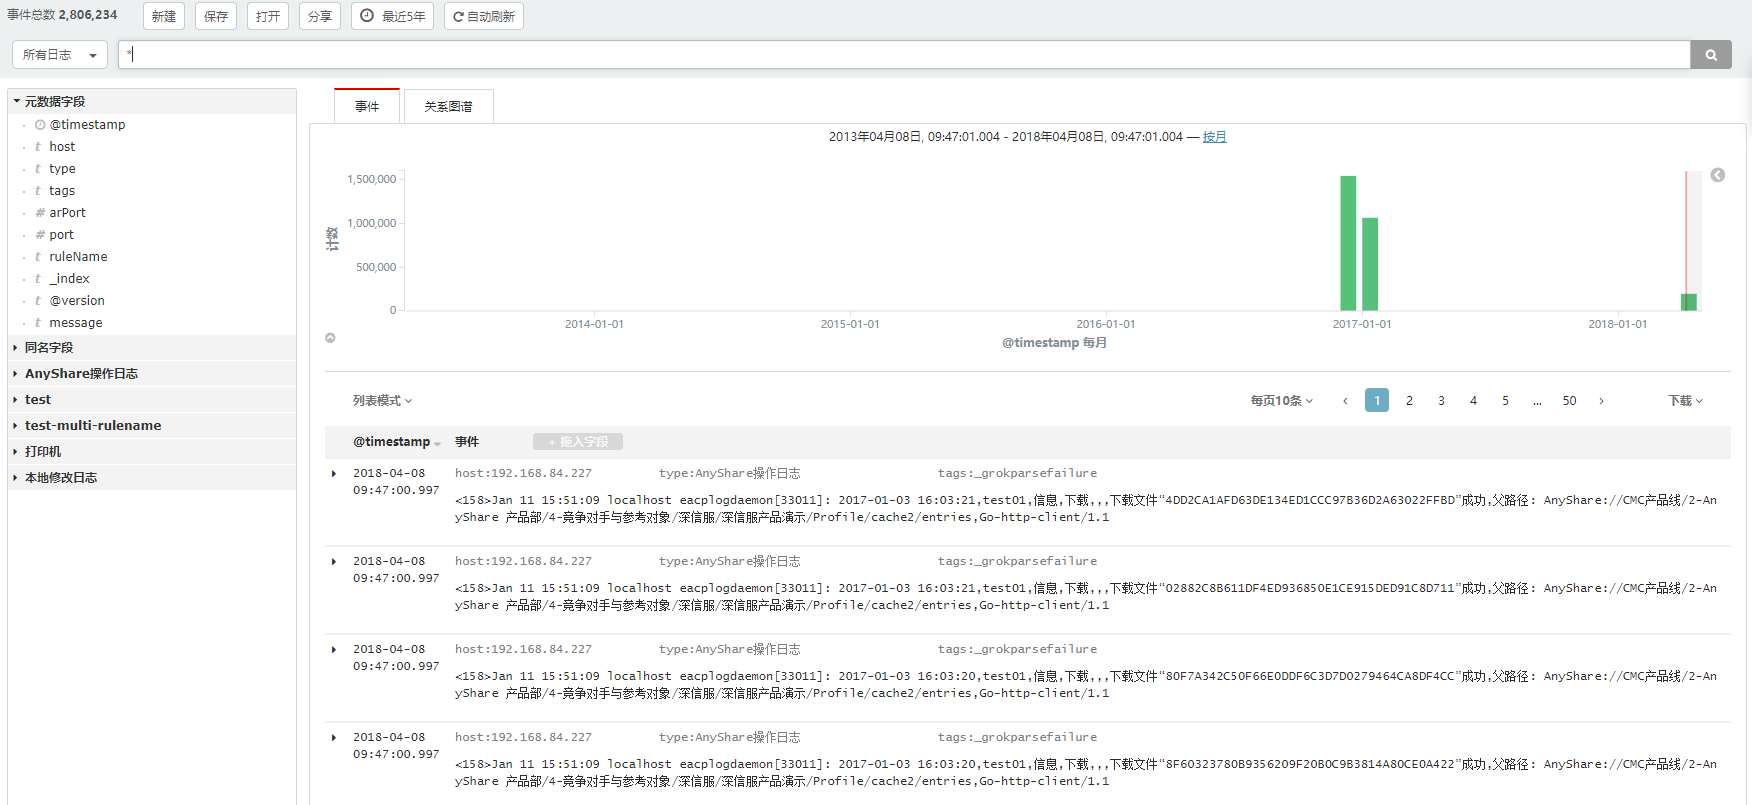 事件总数 2,806,234 新建 保存 打开 分享 最近5年 自动刷新
所有日志 *
元数据字段
@timestamp
t host
t type
t tags
# arPort
# port
t ruleName
t _index
t @version
t message
同名字段
AnyShare操作日志
test
test-multi-rulename
打印机
本地修改日志
事件 关系图谱
2013年04月08日, 09:47:01.004 - 2018年04月08日, 09:47:01.004 — 按月
计数
1,500,000
1,000,000
500,000
0
2014-01-01 2015-01-01 2016-01-01 2017-01-01 2018-01-01
@timestamp 每月
列表模式 每页10条 ‹ 1 2 3 4 5 ... 50 › 下载
@timestamp 事件 + 拖入字段
2018-04-08 host:192.168.84.227 type:AnyShare操作日志 tags:_grokparsefailure
09:47:00.997
<158>Jan 11 15:51:09 localhost eacplogdaemon[33011]: 2017-01-03 16:03:21,test01,信息,下载,,,下载文件“4DD2CA1AFD63DE134ED1CCC97B36D2A63022FFBD”成功,父路径: AnyShare://CMC产品线/2-An
yShare 产品部/4-竞争对手与参考对象/深信服/深信服产品演示/Profile/cache2/entries,Go-http-client/1.1
2018-04-08 host:192.168.84.227 type:AnyShare操作日志 tags:_grokparsefailure
09:47:00.997
<158>Jan 11 15:51:09 localhost eacplogdaemon[33011]: 2017-01-03 16:03:21,test01,信息,下载,,,下载文件“02882C8B611DF4ED936850E1CE915DED91C8D711”成功,父路径: AnyShare://CMC产品线/2-An
yShare 产品部/4-竞争对手与参考对象/深信服/深信服产品演示/Profile/cache2/entries,Go-http-client/1.1
2018-04-08 host:192.168.84.227 type:AnyShare操作日志 tags:_grokparsefailure
09:47:00.997
<158>Jan 11 15:51:09 localhost eacplogdaemon[33011]: 2017-01-03 16:03:20,test01,信息,下载,,,下载文件“80F7A342C50F66E0DDF6C3D7D0279464CA8DF4CC”成功,父路径: AnyShare://CMC产品线/2-An
yShare 产品部/4-竞争对手与参考对象/深信服/深信服产品演示/Profile/cache2/entries,Go-http-client/1.1
2018-04-08 host:192.168.84.227 type:AnyShare操作日志 tags:_grokparsefailure
09:47:00.997
<158>Jan 11 15:51:09 localhost eacplogdaemon[33011]: 2017-01-03 16:03:20,test01,信息,下载,,,下载文件“8F60323780B9356209F20B0C9B3814A80CE0A422”成功,父路径: AnyShare://CMC产品线/2-An
yShare 产品部/4-竞争对手与参考对象/深信服/深信服产品演示/Profile/cache2/entries,Go-http-client/1.1